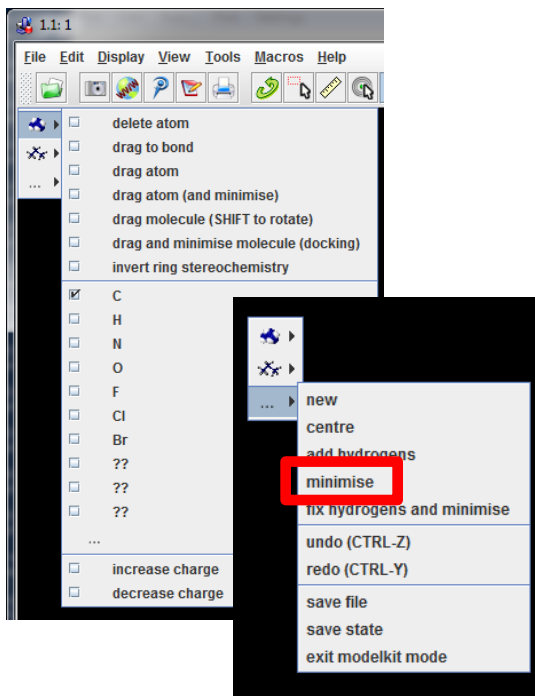 1.1: 1
File Edit Display View Tools Macros Help
delete atom
drag to bond
drag atom
drag atom (and minimise)
drag molecule (SHIFT to rotate)
drag and minimise molecule (docking)
invert ring stereochemistry
C
H
N
O
F
Cl
Br
??
??
??
...
increase charge
decrease charge
...
...
new
centre
add hydrogens
minimise
fix hydrogens and minimise
undo (CTRL-Z)
redo (CTRL-Y)
save file
save state
exit modelkit mode